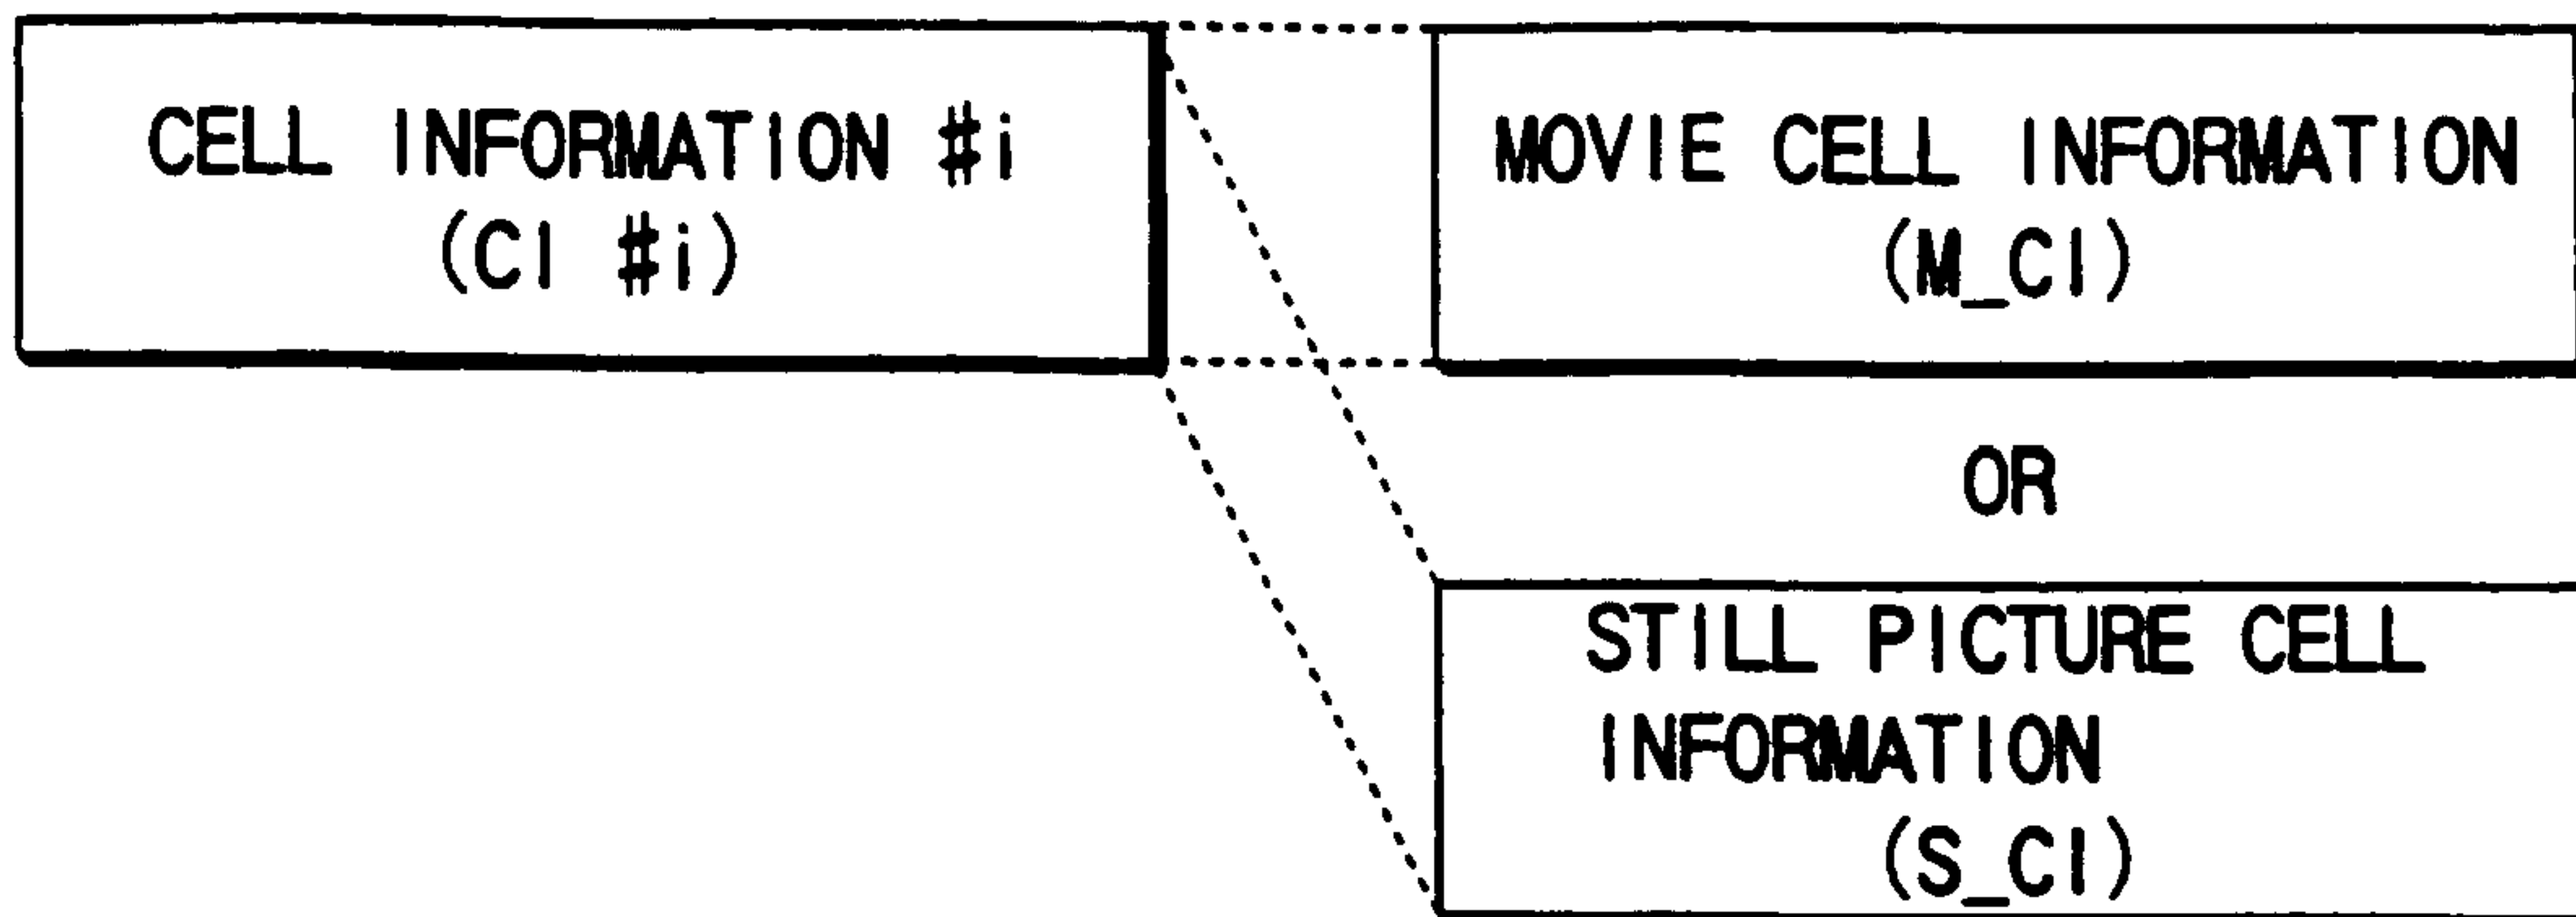 CELL INFORMATION #i
(CI #i)
MOVIE CELL INFORMATION
(M_CI)
OR
STILL PICTURE CELL
INFORMATION
(S_CI)